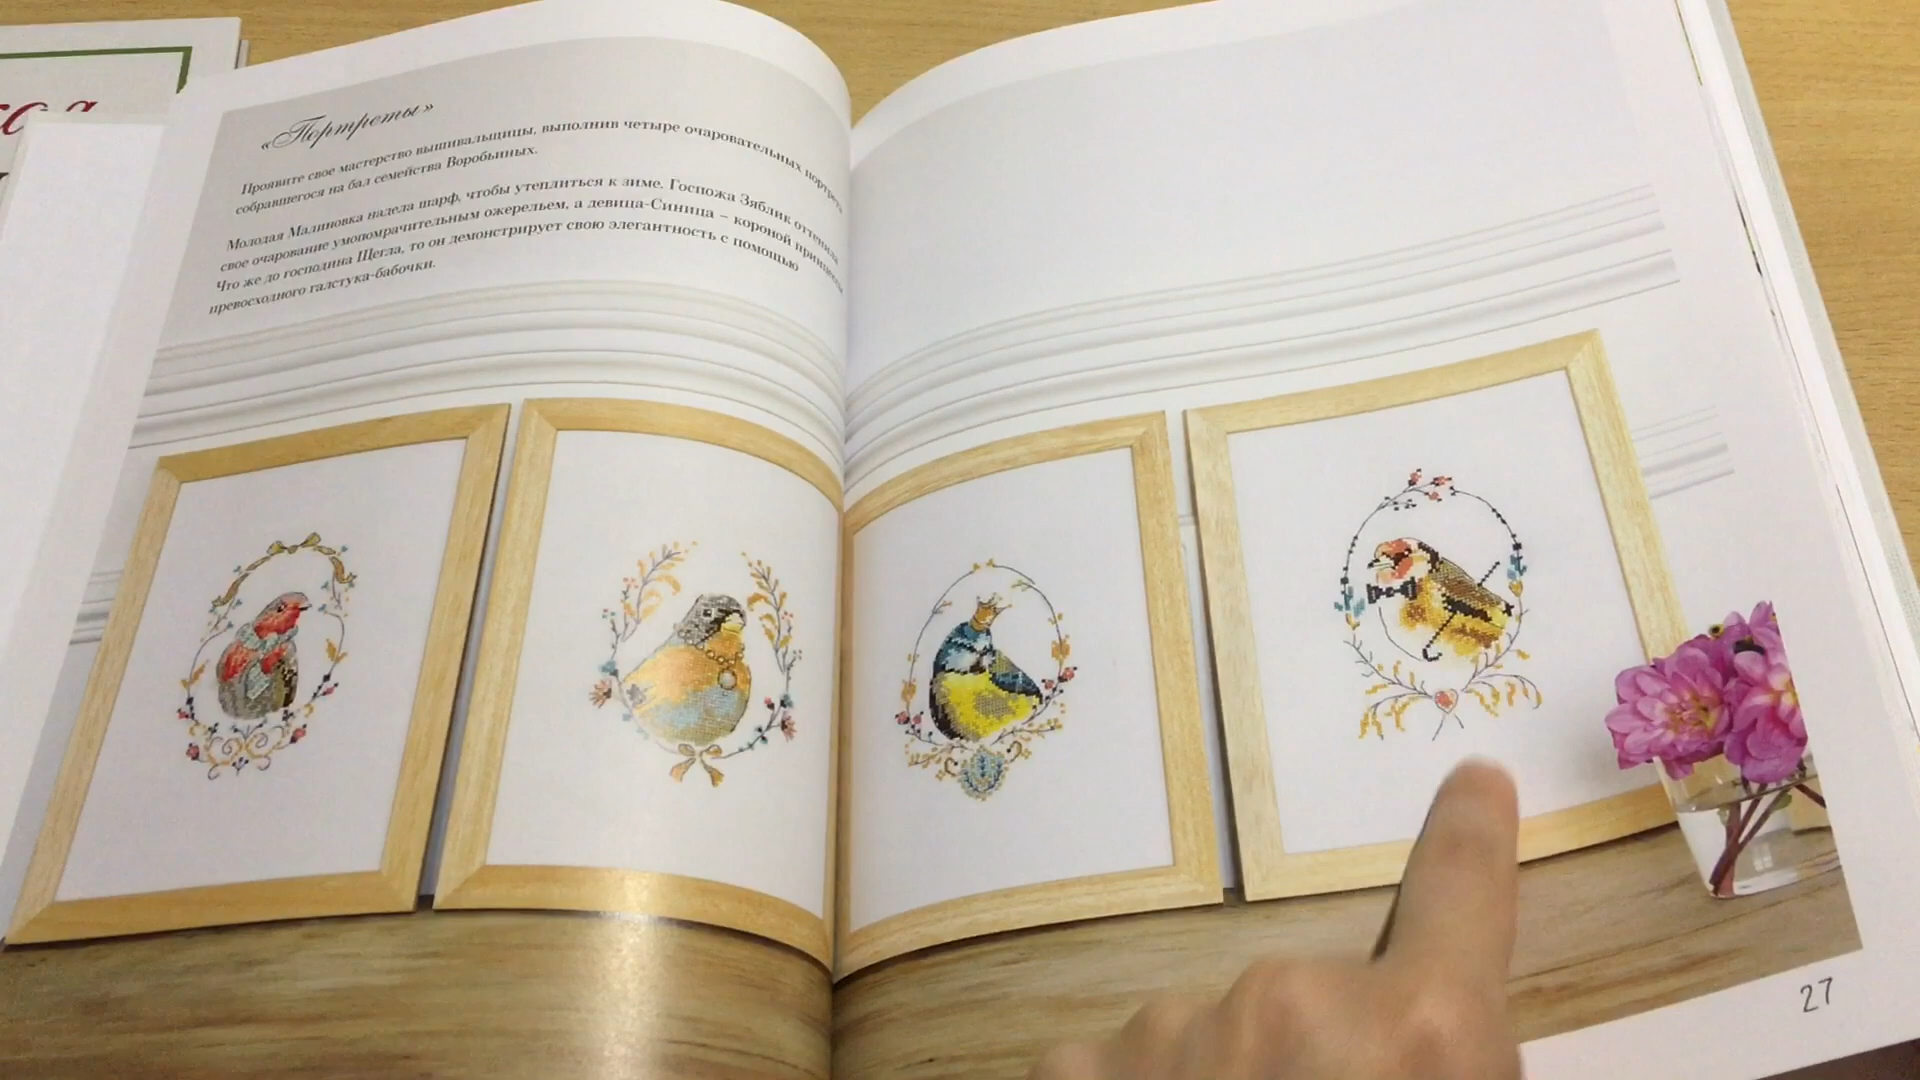 «Портреты»
Проявите свое мастерство вышивальщицы, выполнив четыре очаровательных портрета
собравшегося на бал семейства Воробьиных.
Молодая Малиновка надела шарф, чтобы утеплиться к зиме. Госпожа Зяблик оттенила
свое очарование умопомрачительным ожерельем, а девица-Синица – короной принцессы
Что же до господина Щегла, то он демонстрирует свою элегантность с помощью
превосходного галстука-бабочки.
27